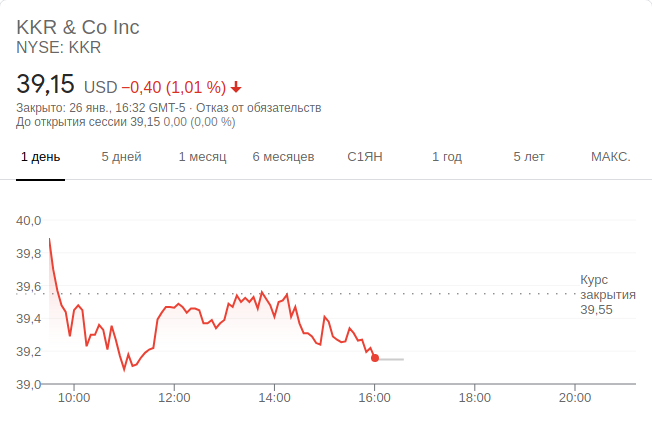 KKR & Co Inc
NYSE: KKR
39,15 USD −0,40 (1,01 %)
Закрыто: 26 янв., 16:32 GMT-5 · Отказ от обязательств
До открытия сессии 39,15 0,00 (0,00 %)
1 день 5 дней 1 месяц 6 месяцев С1ЯН 1 год 5 лет МАКС.
40,0
39,8
39,6
39,4
39,2
39,0
Курс
закрытия
39,55
10:00 12:00 14:00 16:00 18:00 20:00